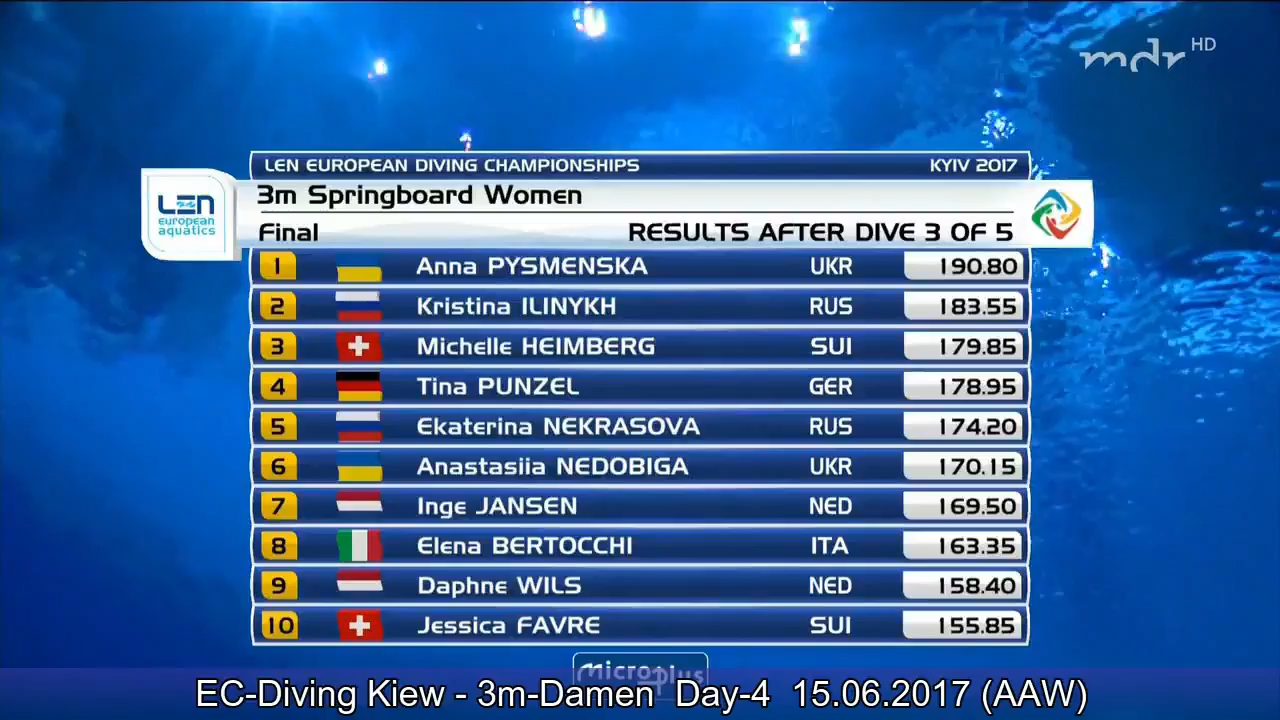 mdr HD
LEN EUROPEAN DIVING CHAMPIONSHIPS KYIV 2017
LEN european aquatics
3m Springboard Women
Final RESULTS AFTER DIVE 3 OF 5
1 Anna PYSMENSKA UKR 190.80
2 Kristina ILINYKH RUS 183.55
3 Michelle HEIMBERG SUI 179.85
4 Tina PUNZEL GER 178.95
5 Ekaterina NEKRASOVA RUS 174.20
6 Anastasiia NEDOBIGA UKR 170.15
7 Inge JANSEN NED 169.50
8 Elena BERTOCCHI ITA 163.35
9 Daphne WILS NED 158.40
10 Jessica FAVRE SUI 155.85
Microplus
EC-Diving Kiew - 3m-Damen Day-4 15.06.2017 (AAW)